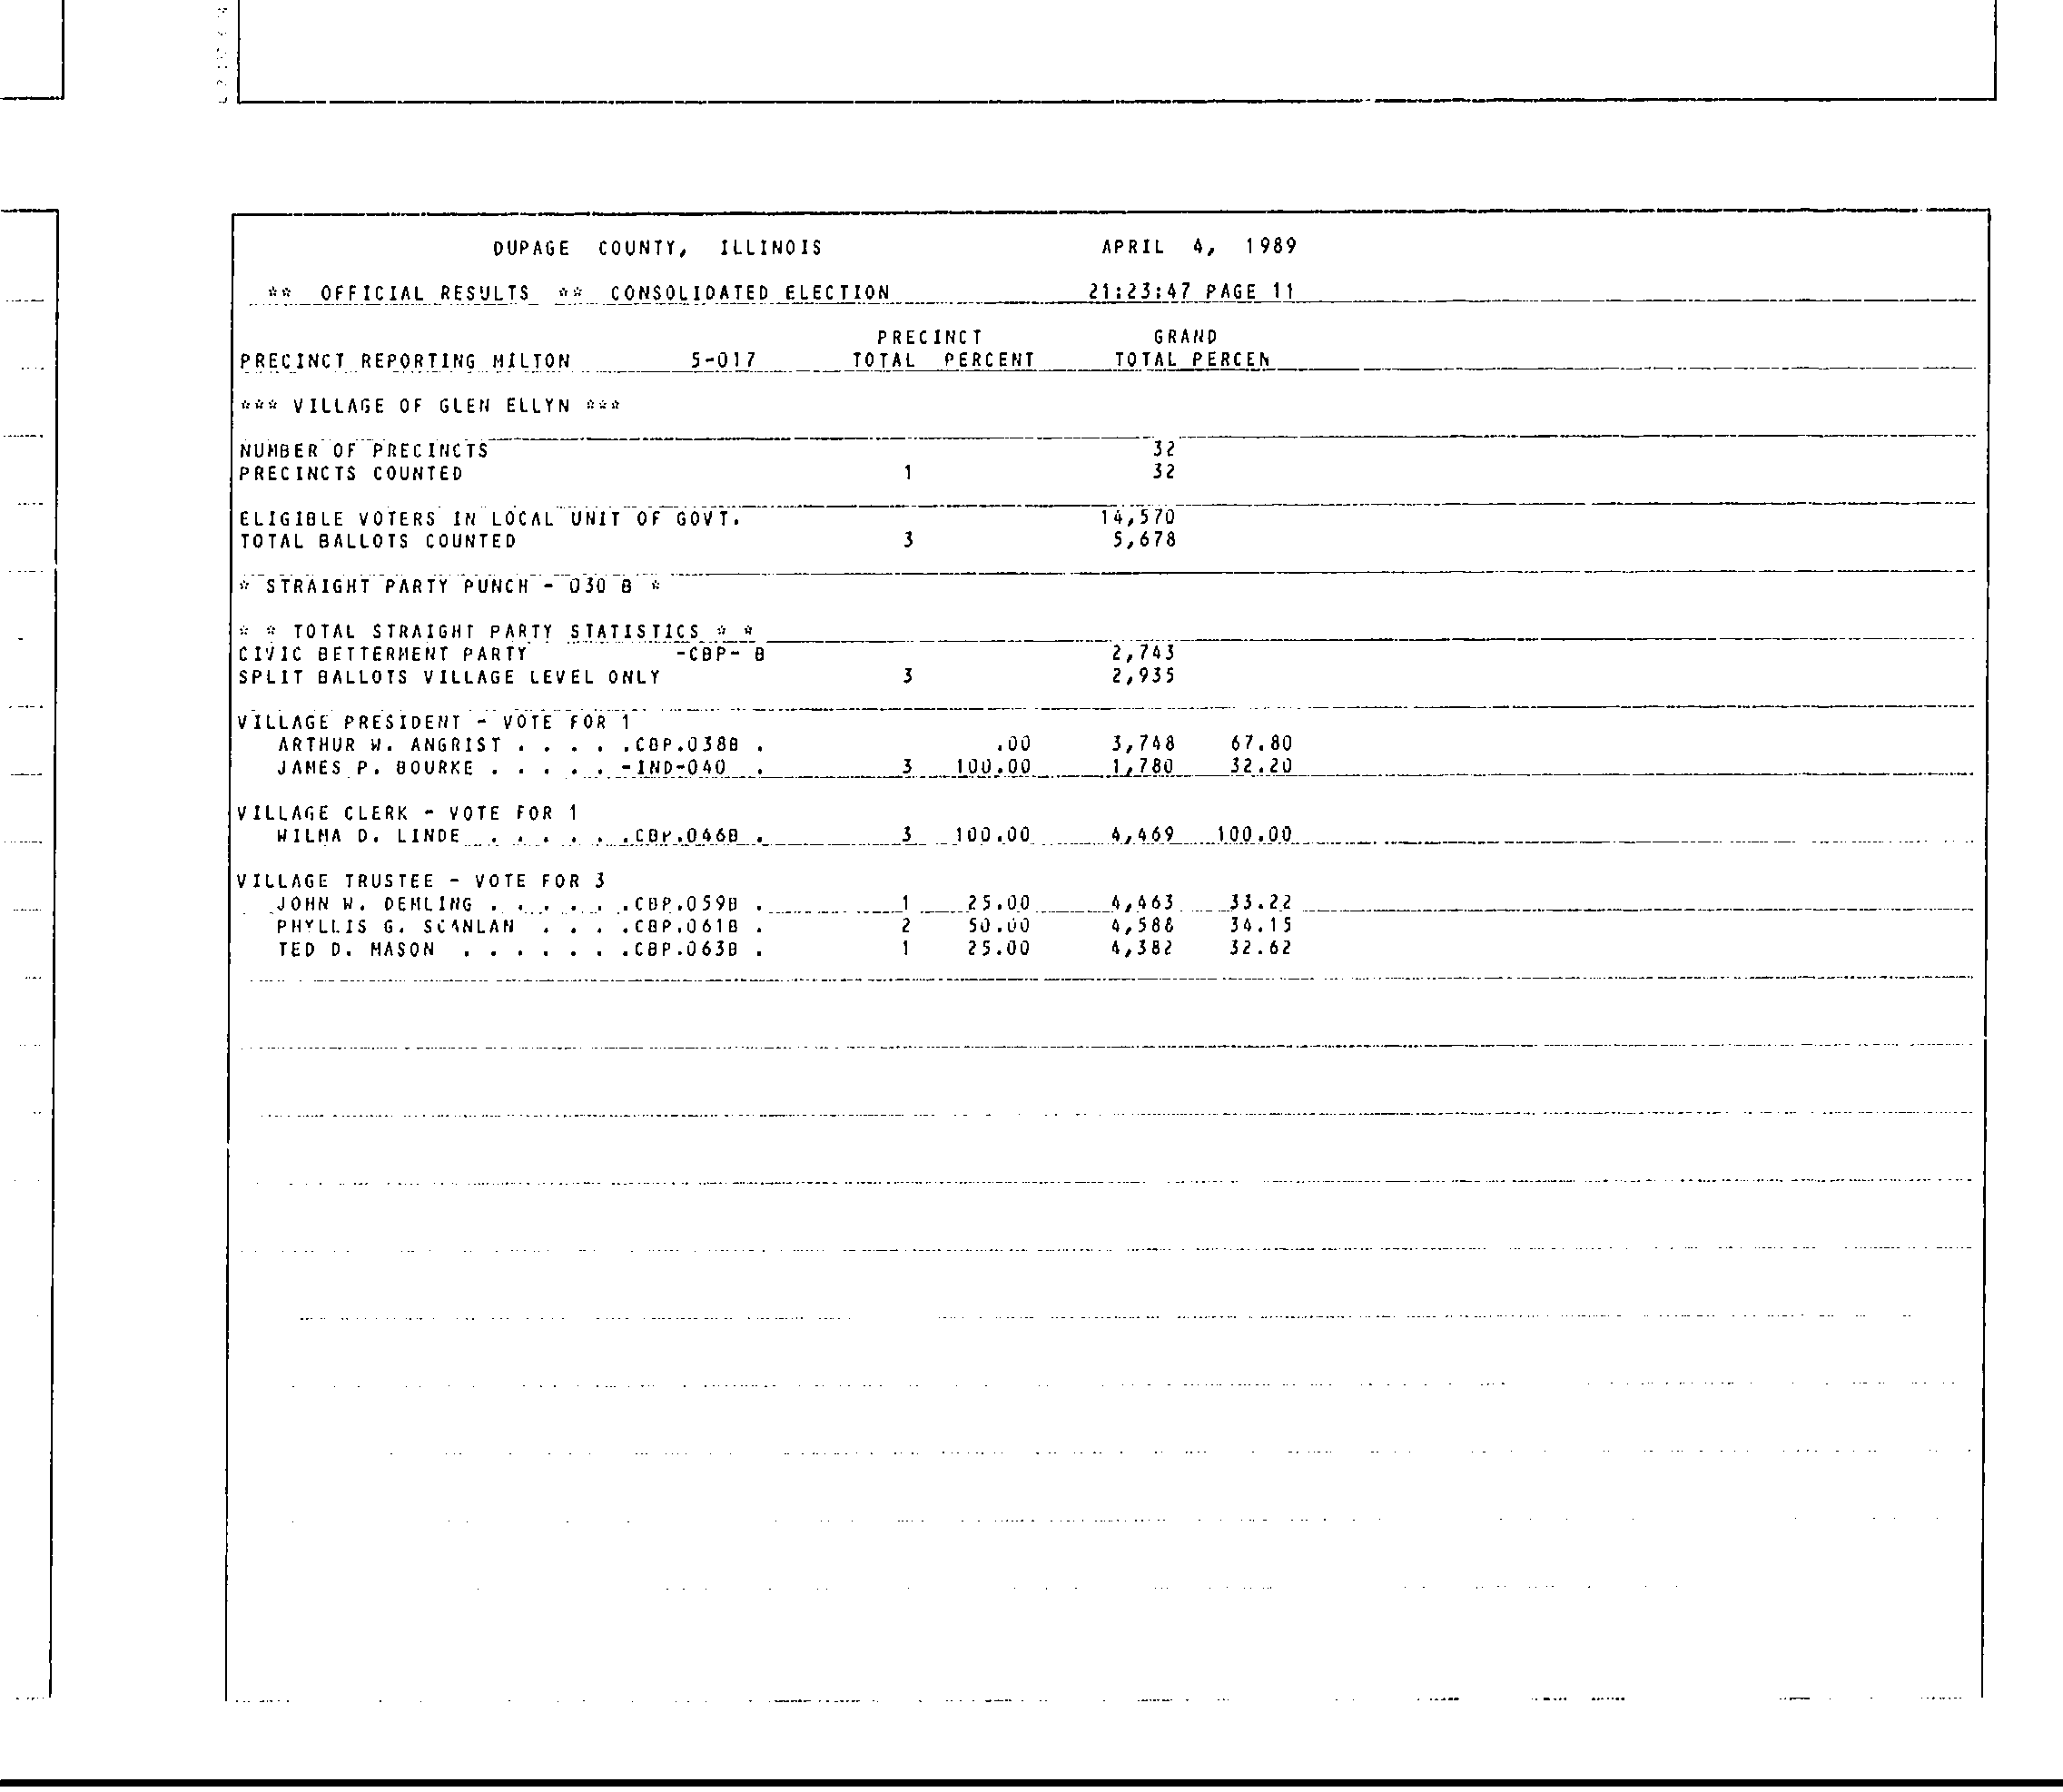 DUPAGE COUNTY, ILLINOIS APRIL 4, 1989
** OFFICIAL RESULTS ** CONSOLIDATED ELECTION 21:23:47 PAGE 11
PRECINCT GRAND
PRECINCT REPORTING MILTON 5-017 TOTAL PERCENT TOTAL PERCEN
*** VILLAGE OF GLEN ELLYN ***
NUMBER OF PRECINCTS 32
PRECINCTS COUNTED 1 32
ELIGIBLE VOTERS IN LOCAL UNIT OF GOVT. 14,570
TOTAL BALLOTS COUNTED 3 5,678
* STRAIGHT PARTY PUNCH - 030 B *
* * TOTAL STRAIGHT PARTY STATISTICS * *
CIVIC BETTERMENT PARTY -CBP- B 2,743
SPLIT BALLOTS VILLAGE LEVEL ONLY 3 2,935
VILLAGE PRESIDENT - VOTE FOR 1
ARTHUR W. ANGRIST . . . . .CBP.038B . .00 3,748 67.80
JAMES P. BOURKE . . . . . -IND-040 . 3 100.00 1,780 32.20
VILLAGE CLERK - VOTE FOR 1
WILMA D. LINDE . . . . . .CBP.046B . 3 100.00 4,469 100.00
VILLAGE TRUSTEE - VOTE FOR 3
JOHN W. DEMLING . . . . . .CBP.059B . 1 25.00 4,463 33.22
PHYLLIS G. SCANLAN . . . .CBP.061B . 2 50.00 4,588 34.15
TED D. MASON . . . . . . .CBP.063B . 1 25.00 4,382 32.62